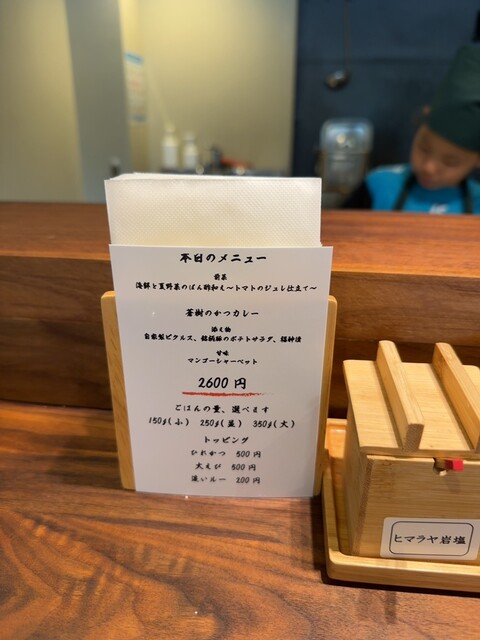 本日のメニュー
前菜
海鮮と夏野菜のぽん酢和え〜トマトのジュレ仕立て〜
蒼樹のかつカレー
添え物
自家製ピクルス、銘柄豚のポテトサラダ、福神漬
甘味
マンゴーシャーベット
2600 円
ごはんの量、選べます
150g(小) 250g(並) 350g(大)
トッピング
ひれかつ 500 円
大えび 500 円
追いルー 200 円
ヒマラヤ岩塩